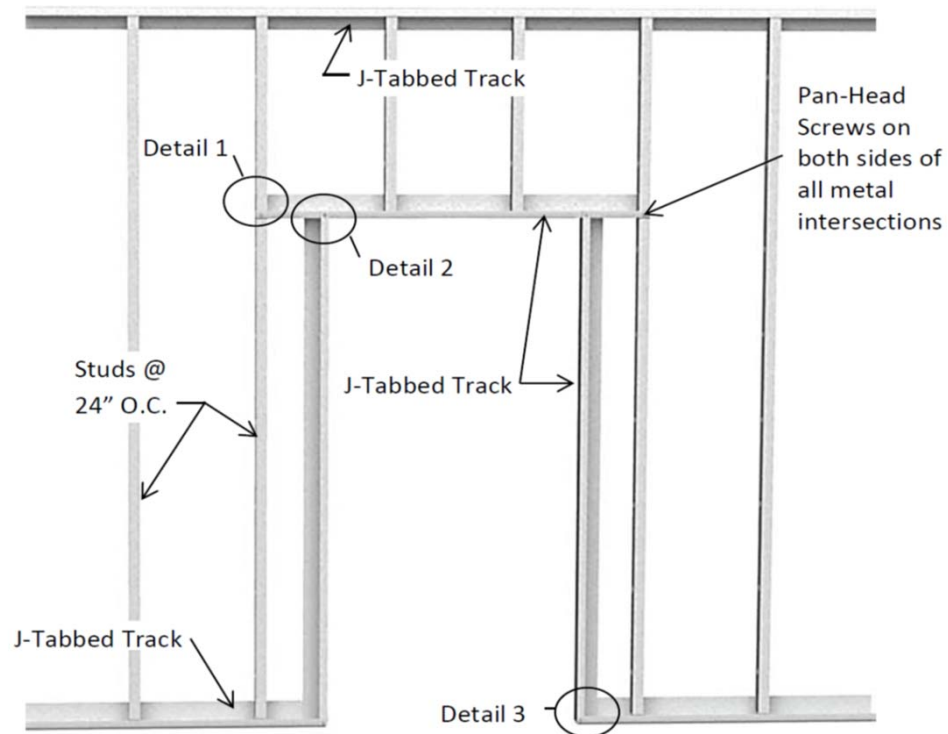 J-Tabbed Track
Pan-Head
Screws on
both sides of
all metal
intersections
Detail 1
Detail 2
Studs @
24” O.C.
J-Tabbed Track
J-Tabbed Track
Detail 3